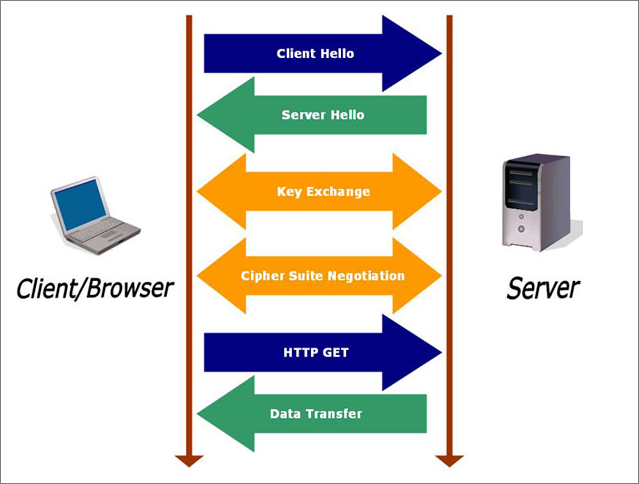 Client Hello
Server Hello
Key Exchange
Client/Browser
Server
Cipher Suite Negotiation
HTTP GET
Data Transfer